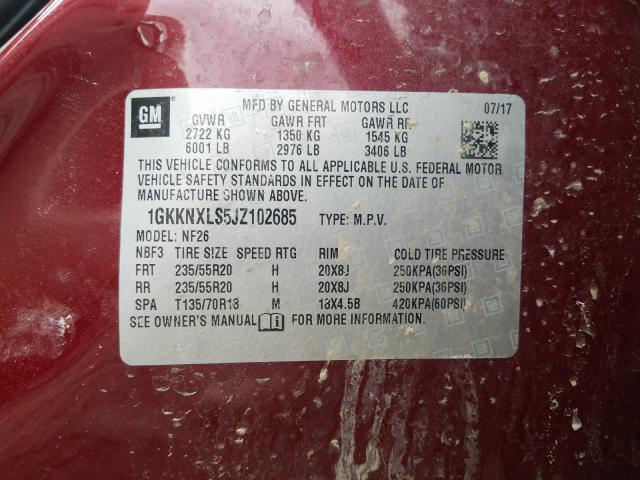 GM
MFD BY GENERAL MOTORS LLC 07/17
GVWR GAWR FRT GAWR RR
2722 KG 1350 KG 1545 KG
6001 LB 2976 LB 3406 LB
THIS VEHICLE CONFORMS TO ALL APPLICABLE U.S. FEDERAL MOTOR
VEHICLE SAFETY STANDARDS IN EFFECT ON THE DATE OF
MANUFACTURE SHOWN ABOVE.
1GKKNXLS5JZ102685 TYPE: M.P.V.
MODEL: NF26
NBF3 TIRE SIZE SPEED RTG RIM COLD TIRE PRESSURE
FRT 235/55R20 H 20X8J 250KPA(36PSI)
RR 235/55R20 H 20X8J 250KPA(36PSI)
SPA T135/70R18 M 18X4.5B 420KPA(60PSI)
SEE OWNER'S MANUAL FOR MORE INFORMATION.